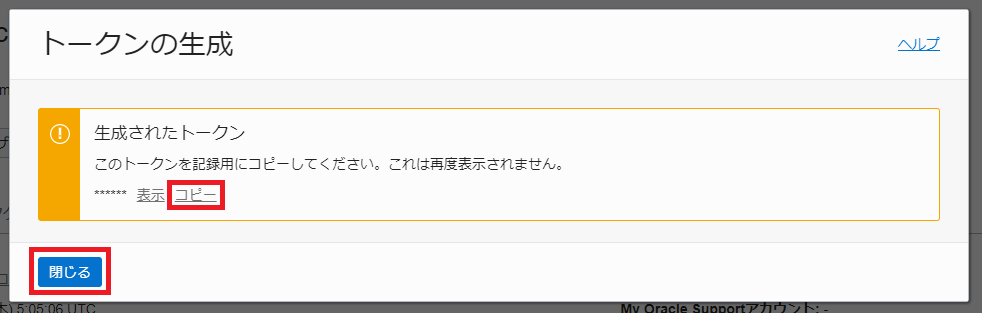 トークンの生成
ヘルプ
生成されたトークン
このトークンを記録用にコピーしてください。これは再度表示されません。
****** 表示 コピー
閉じる
5:05:06 UTC
My Oracle Supportアカウント: -